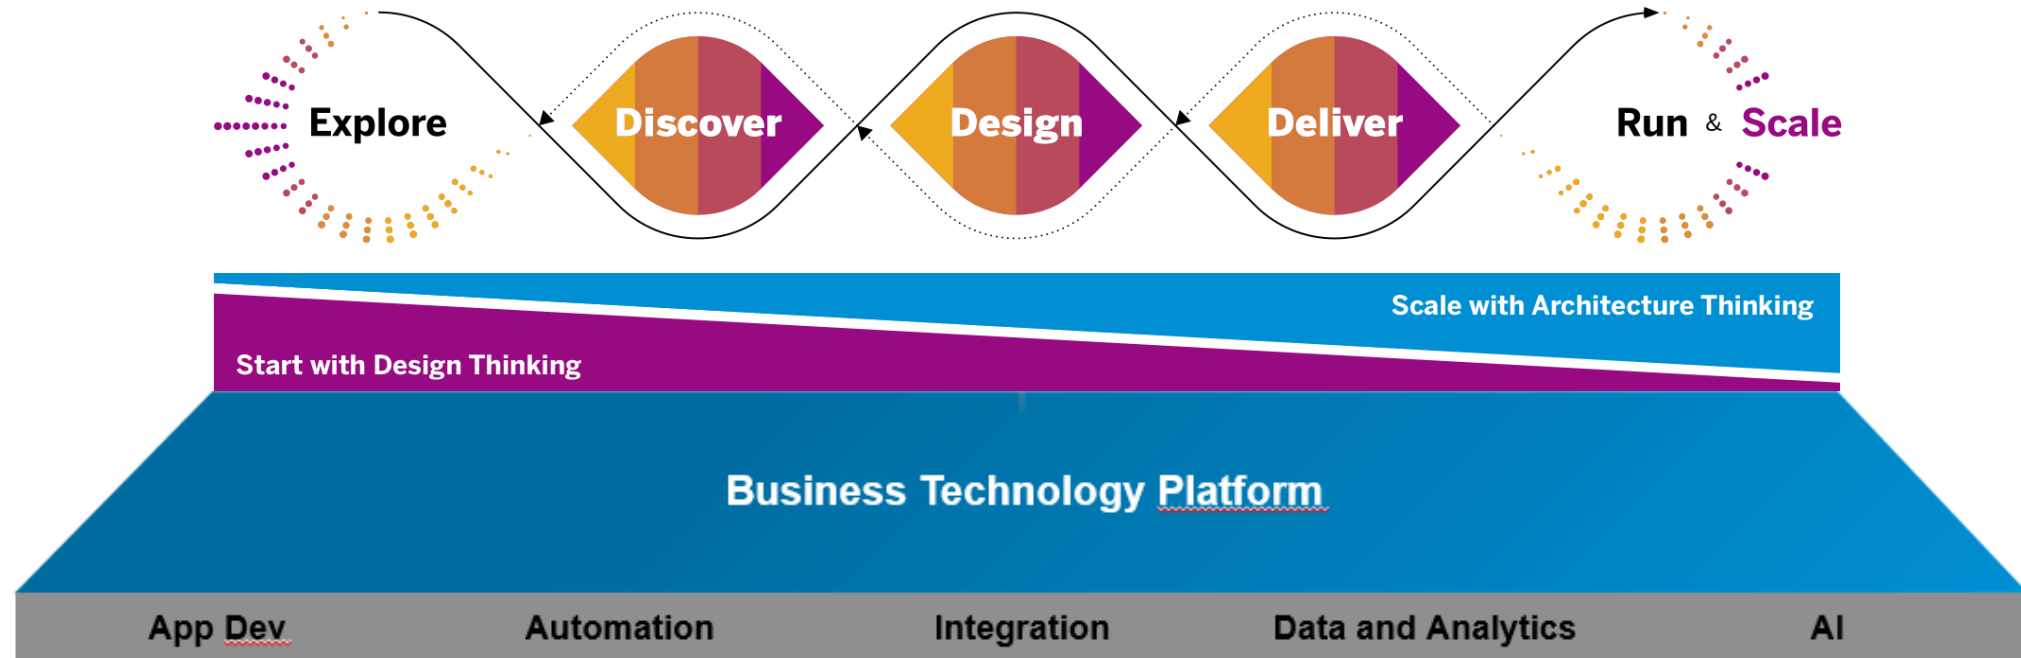 Explore
Discover
Design
Deliver
Run & Scale
Scale with Architecture Thinking
Start with Design Thinking
Business Technology Platform
App Dev
Automation
Integration
Data and Analytics
AI